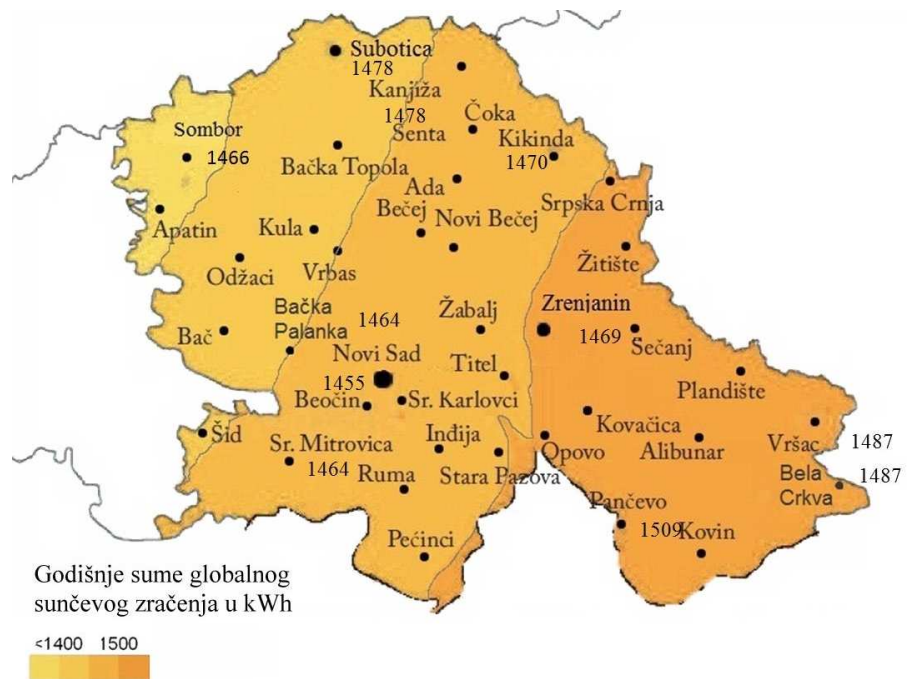 Subotica
1478
Kanjiža
1478
Čoka
Senta
Kikinda
1470
Sombor
1466
Bačka Topola
Ada
Srpska Crnja
Bečej
Novi Bečej
Apatin
Kula
Žitište
Odžaci
Vrbas
Bačka
Palanka
1464
Žabalj
Zrenjanin
1469
Sečanj
Bač
Novi Sad
1455
Titel
Plandište
Beočin
Sr. Karlovci
Kovačica
Šid
Sr. Mitrovica
1464
Inđija
Opovo
Alibunar
Vršac
1487
Ruma
Stara Pazova
Bela
Crkva
1487
Pančevo
1509
Kovin
Pećinci
Godišnje sume globalnog
sunčevog zračenja u kWh
<1400 1500